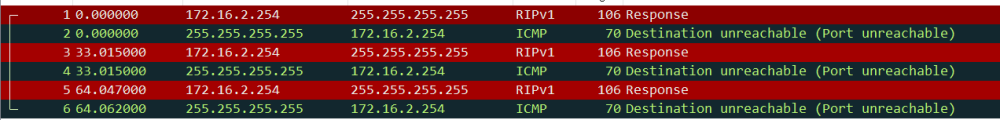 1 0.000000 172.16.2.254 255.255.255.255 RIPv1 106 Response
2 0.000000 255.255.255.255 172.16.2.254 ICMP 70 Destination unreachable (Port unreachable)
3 33.015000 172.16.2.254 255.255.255.255 RIPv1 106 Response
4 33.015000 255.255.255.255 172.16.2.254 ICMP 70 Destination unreachable (Port unreachable)
5 64.047000 172.16.2.254 255.255.255.255 RIPv1 106 Response
6 64.062000 255.255.255.255 172.16.2.254 ICMP 70 Destination unreachable (Port unreachable)